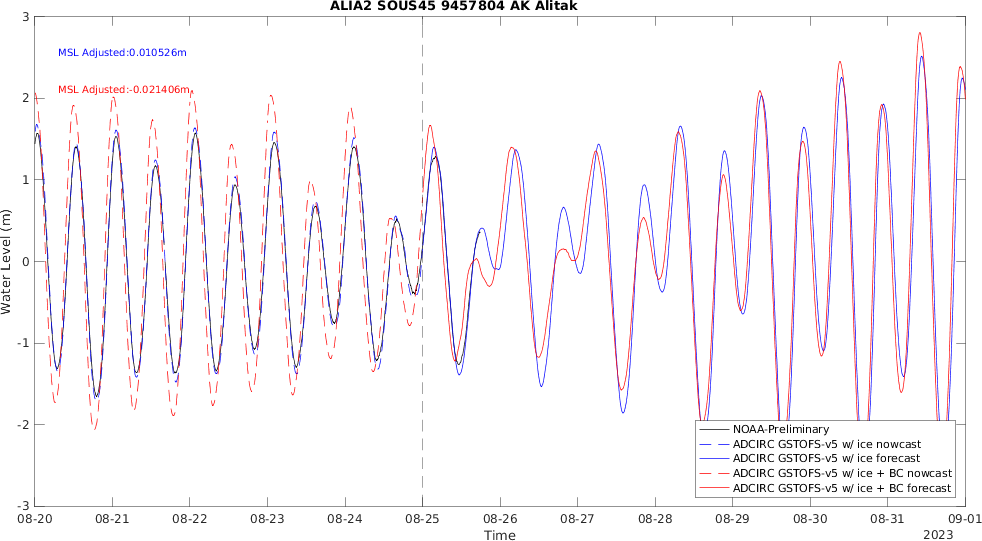 ALIA2 SOUS45 9457804 AK Alitak
3
MSL Adjusted:0.010526m
MSL Adjusted:-0.021406m
2
1
0
-1
-2
-3
Water Level (m)
NOAA-Preliminary
ADCIRC GSTOFS-v5 w/ ice nowcast
ADCIRC GSTOFS-v5 w/ ice forecast
ADCIRC GSTOFS-v5 w/ ice + BC nowcast
ADCIRC GSTOFS-v5 w/ ice + BC forecast
08-20 08-21 08-22 08-23 08-24 08-25 08-26 08-27 08-28 08-29 08-30 08-31 09-01
Time
2023